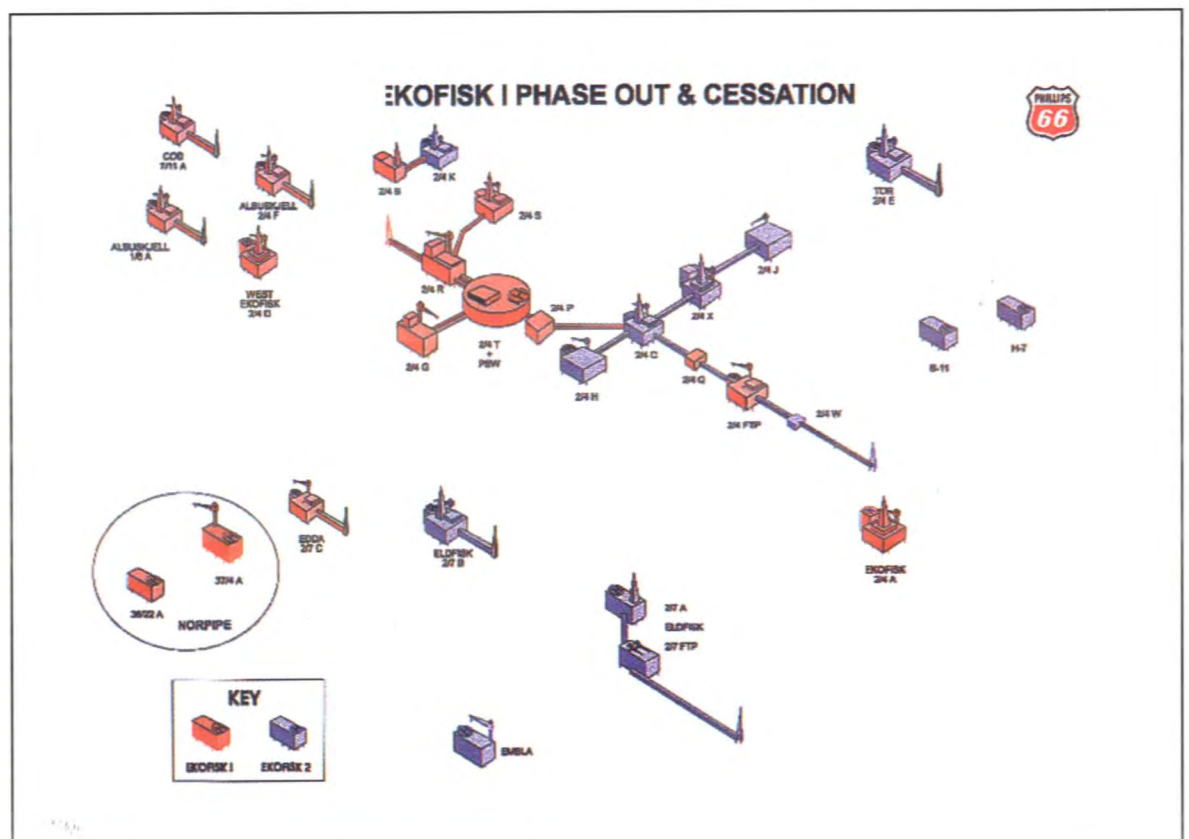 EKOFISK I PHASE OUT & CESSATION
PHILLIPS
66
COD
7/11 A
ALBUSKJELL
2/4 F
ALBUSKJELL
1/6 A
WEST
EKOFISK
2/4 D
2/4 B
2/4 K
2/4 S
2/4 R
2/4 P
2/4 G
2/4 T
+
PBW
2/4 H
2/4 C
2/4 X
2/4 J
2/4 Q
2/4 FTP
2/4 W
TOR
2/4 E
B-11
H-7
37/4 A
36/22 A
NORPIPE
EDDA
2/7 C
ELDFISK
2/7 B
EKOFISK
2/4 A
2/7 A
ELDFISK
2/7 FTP
EMBLA
KEY
EKOFISK I
EKOFISK 2